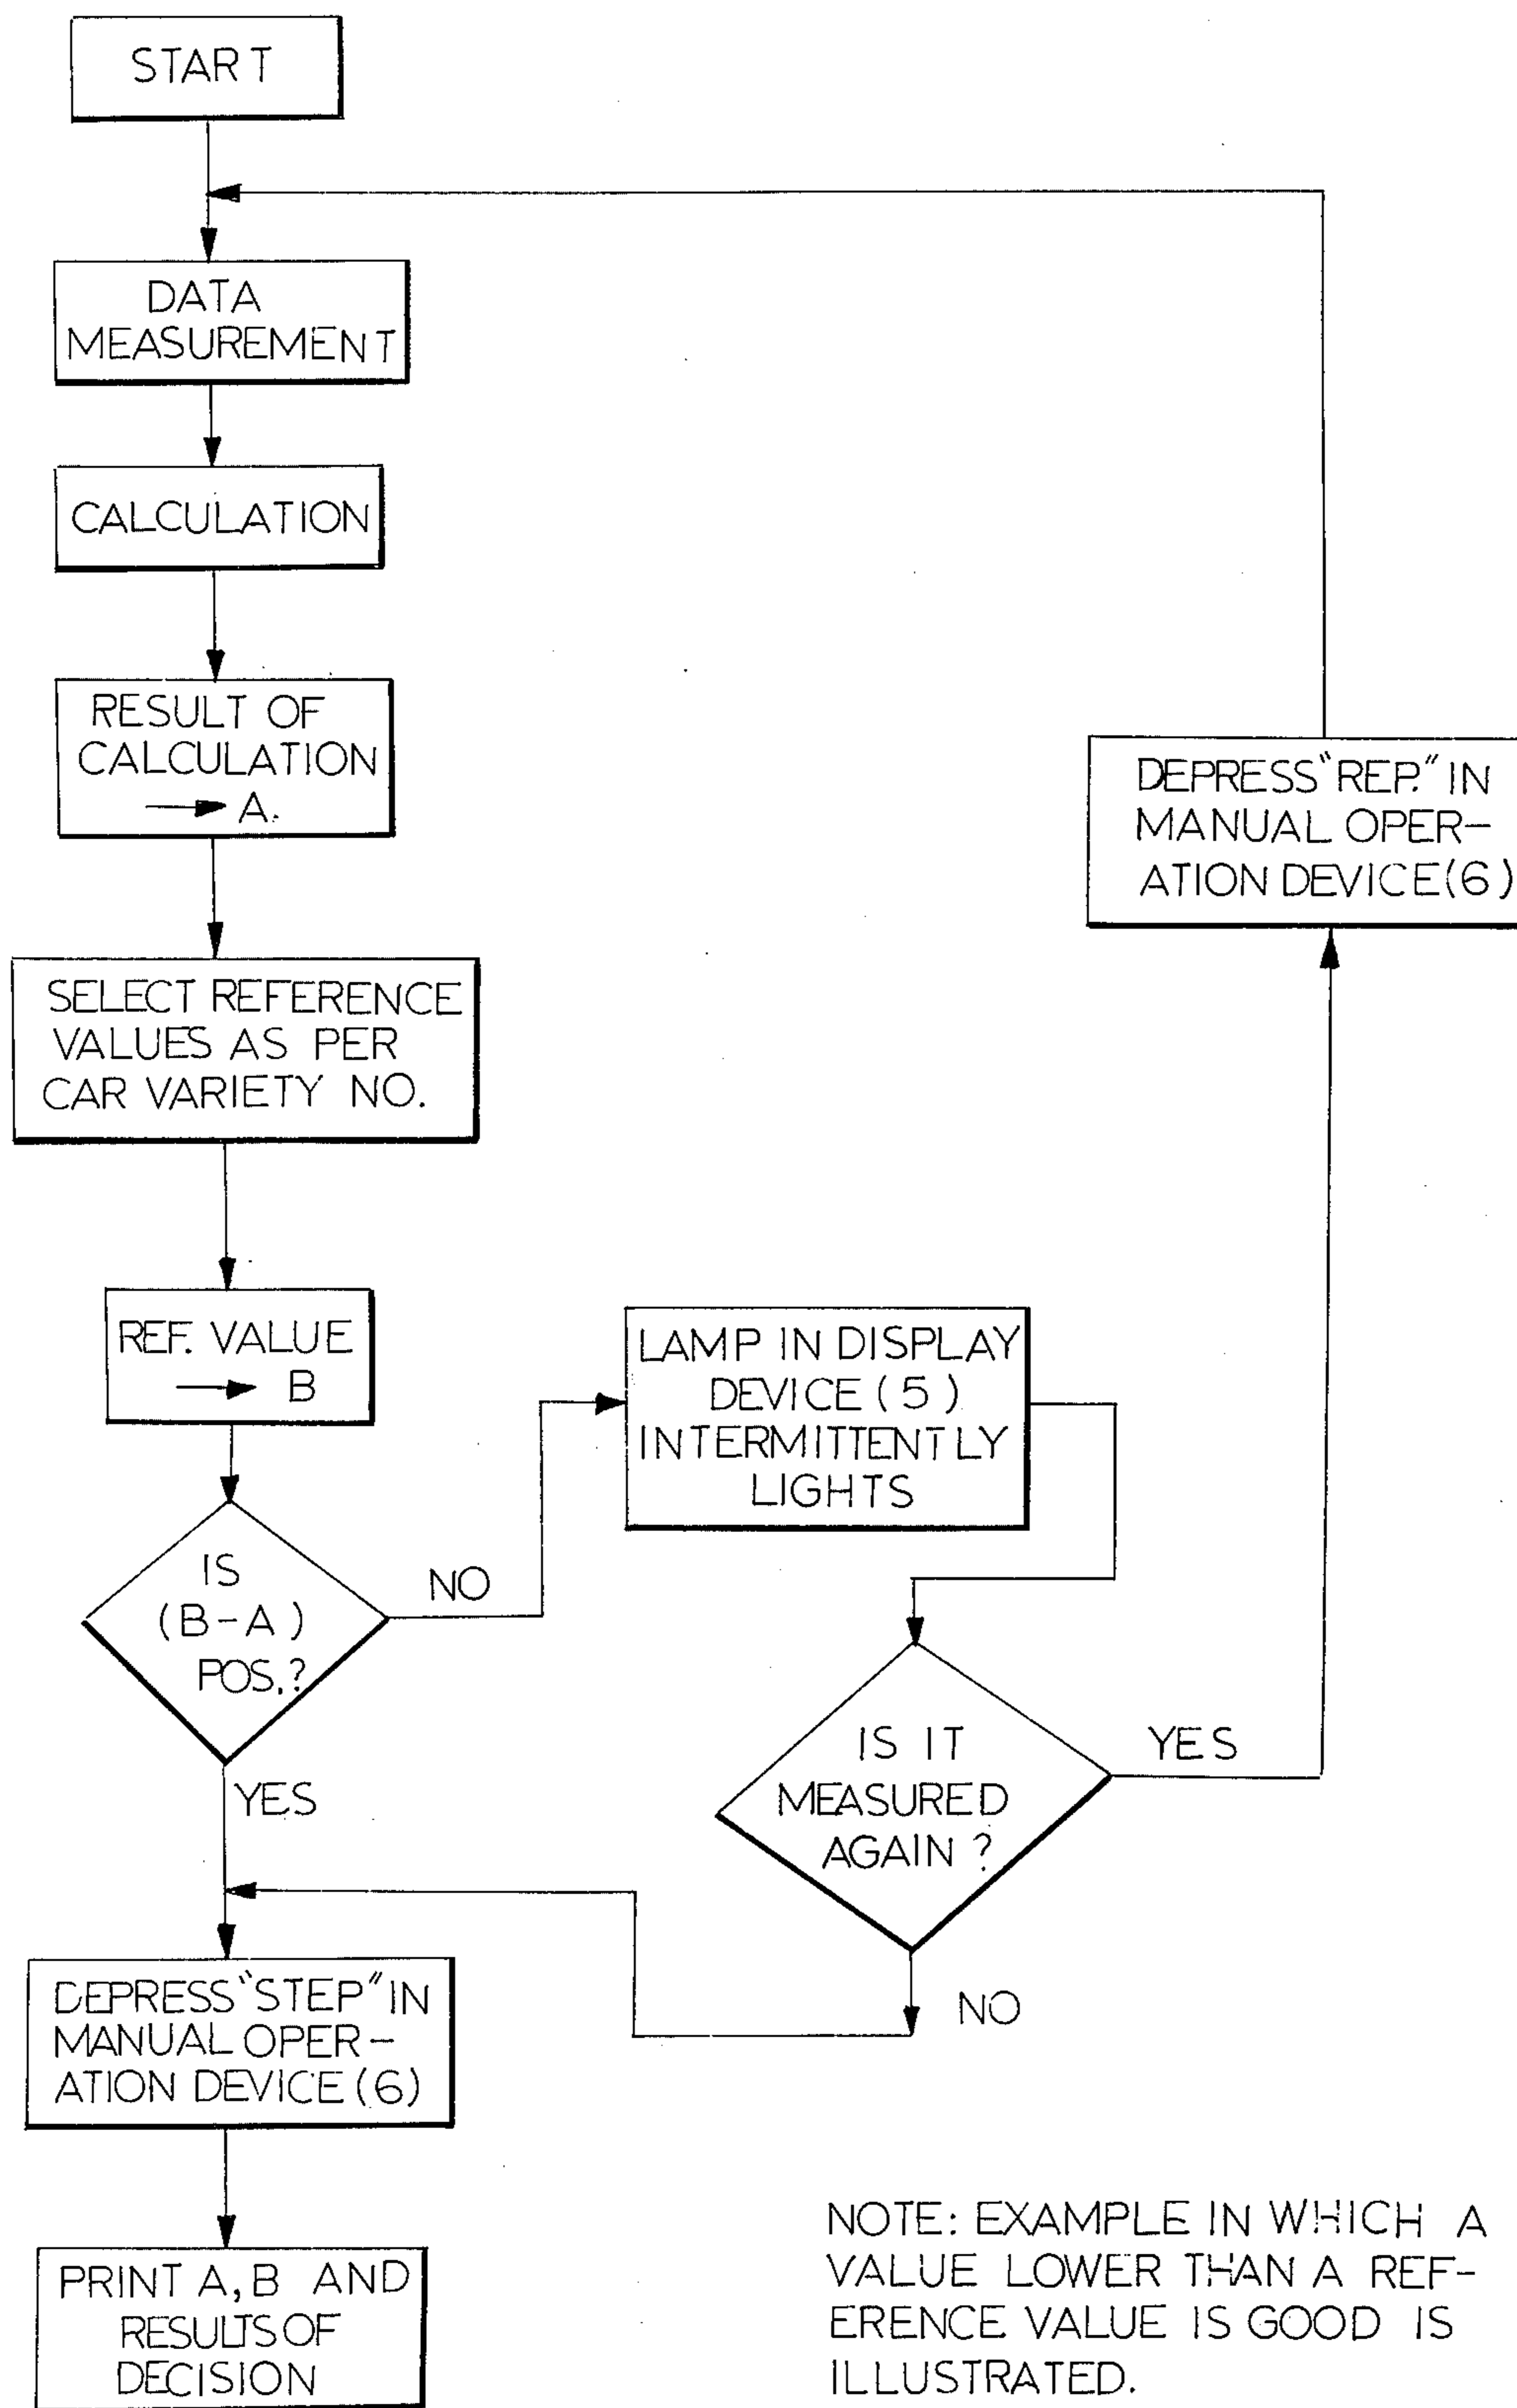 START
DATA
MEASUREMENT
CALCULATION
RESULT OF
CALCULATION
→ A.
SELECT REFERENCE
VALUES AS PER
CAR VARIETY NO.
REF. VALUE
→ B
IS
(B-A)
POS.?
NO
YES
LAMP IN DISPLAY
DEVICE (5)
INTERMITTENTLY
LIGHTS
IS IT
MEASURED
AGAIN ?
YES
NO
DEPRESS "REP." IN
MANUAL OPER-
ATION DEVICE (6)
DEPRESS "STEP" IN
MANUAL OPER-
ATION DEVICE (6)
PRINT A, B AND
RESULTS OF
DECISION
NOTE: EXAMPLE IN WHICH A
VALUE LOWER THAN A REF-
ERENCE VALUE IS GOOD IS
ILLUSTRATED.